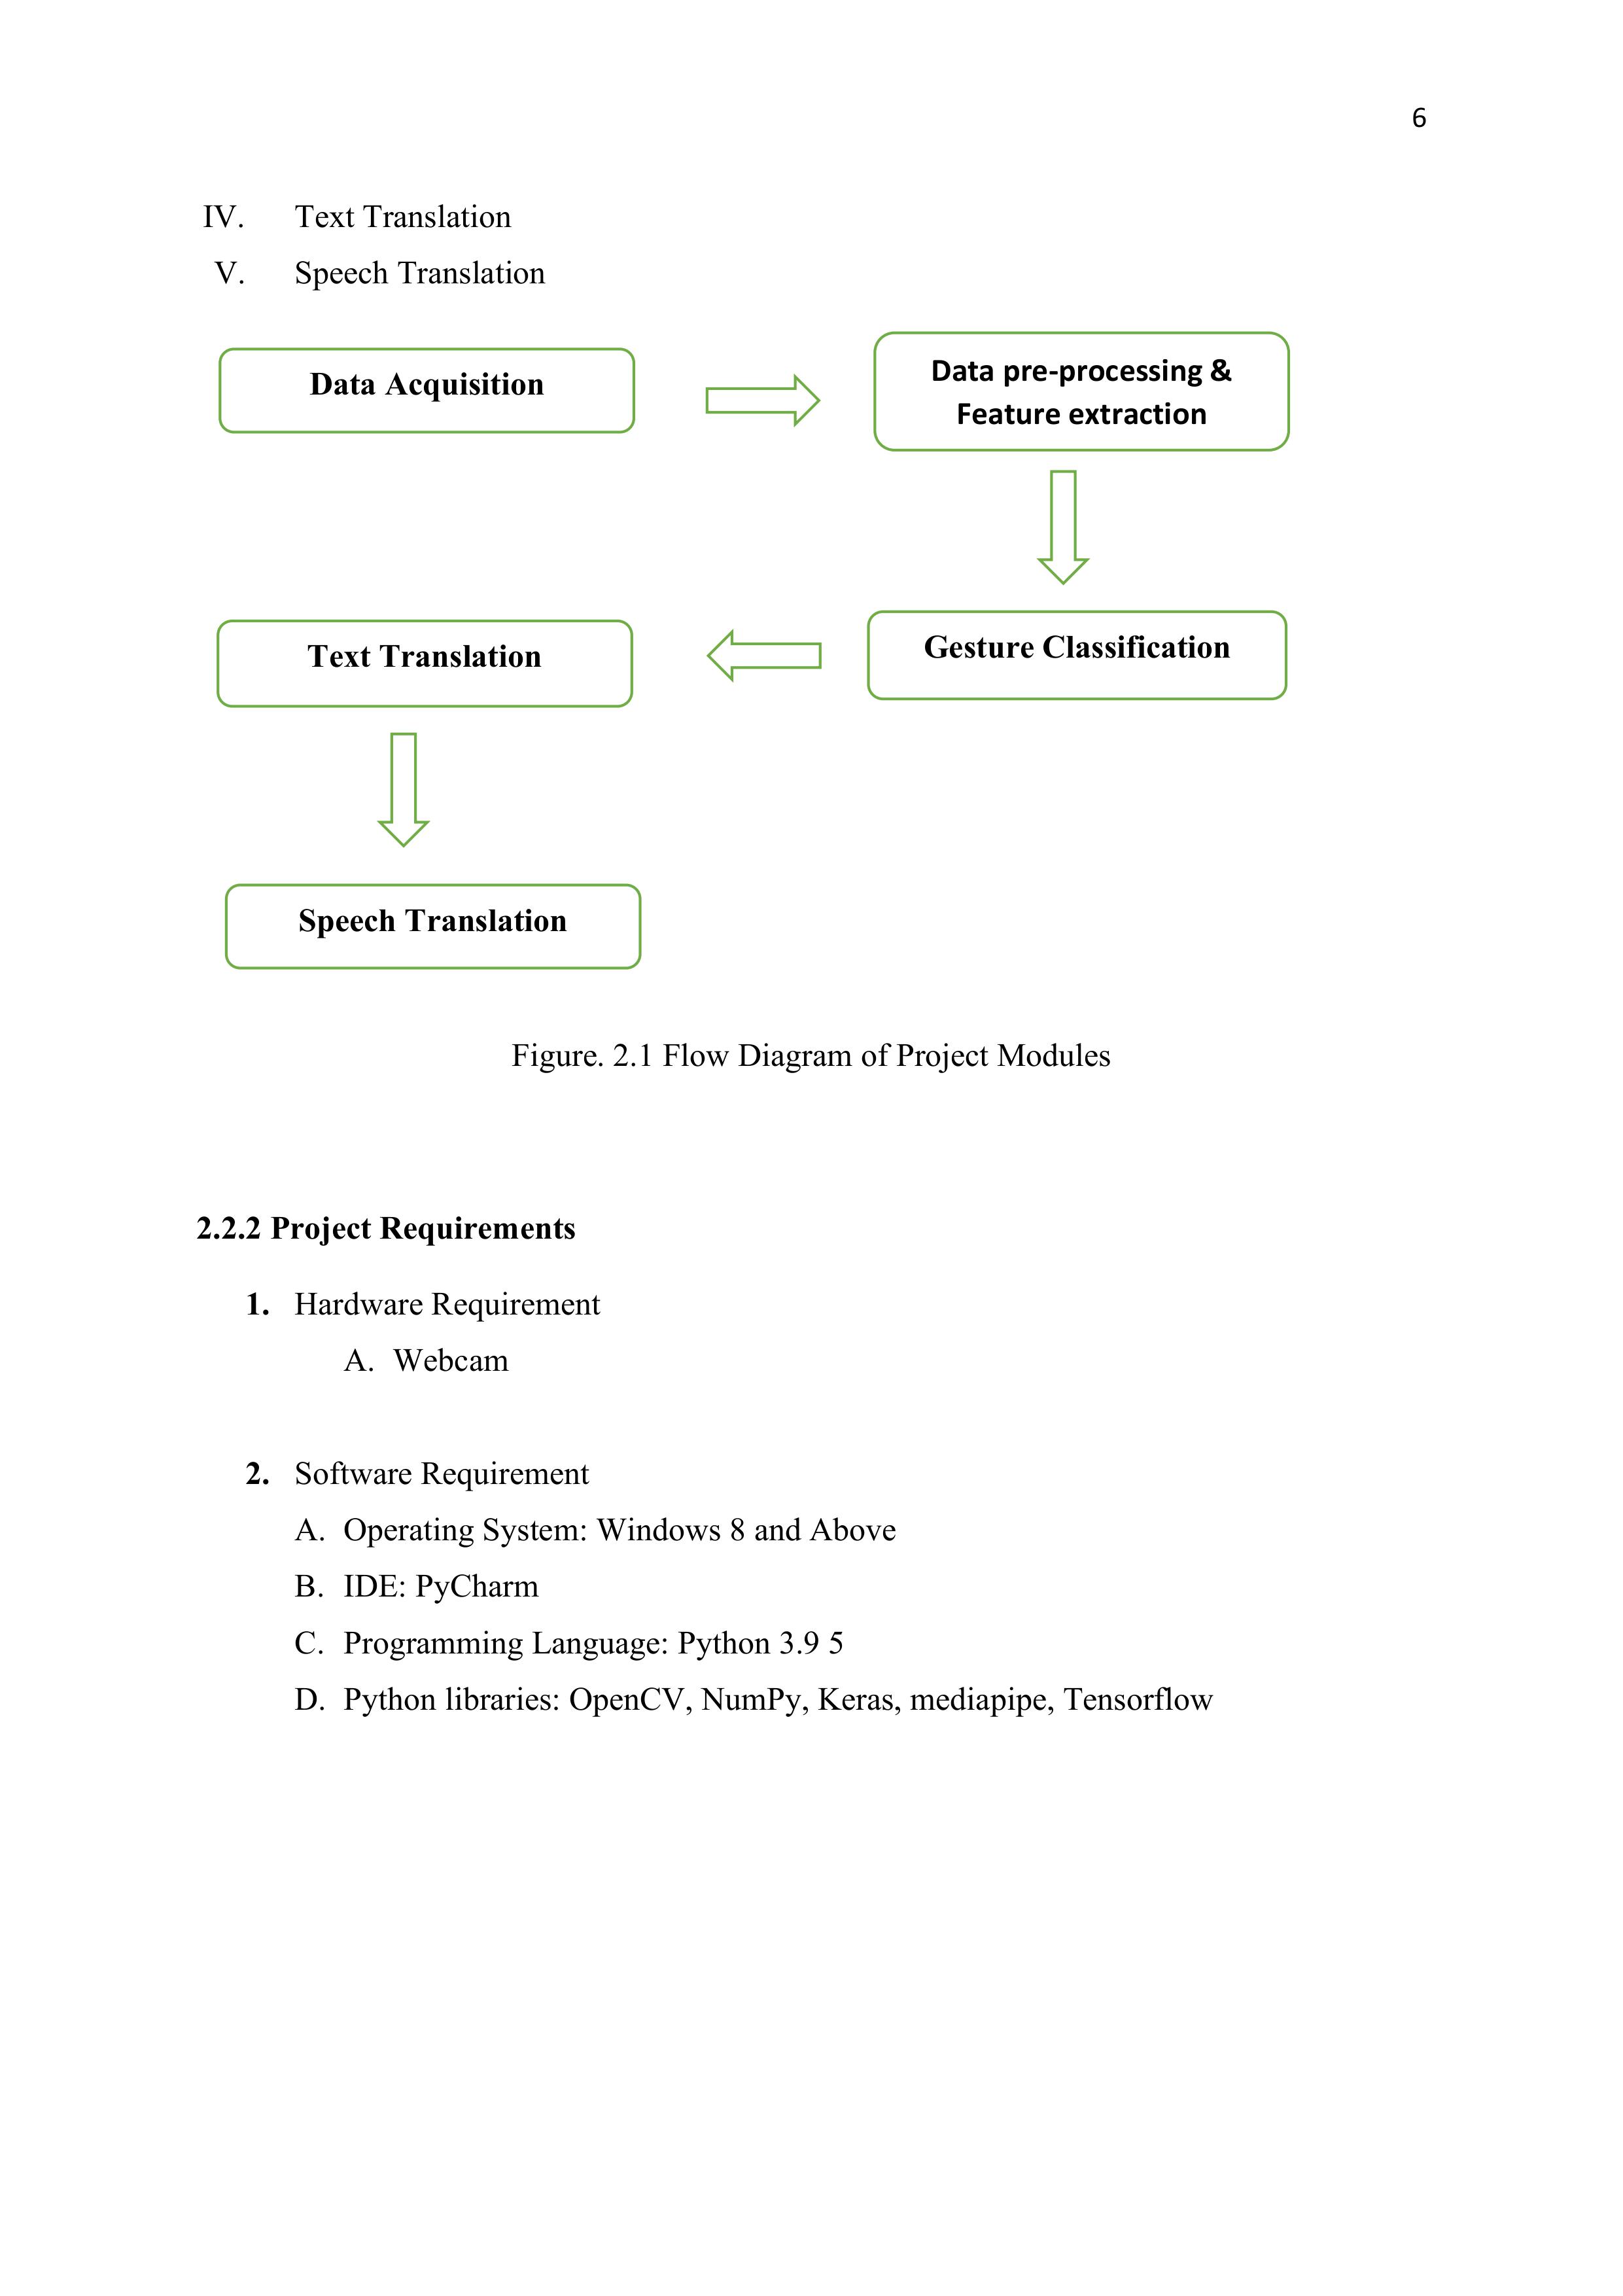 6
IV. Text Translation
V. Speech Translation
Data Acquisition
Data pre-processing &
Feature extraction
Gesture Classification
Text Translation
Speech Translation
Figure. 2.1 Flow Diagram of Project Modules
2.2.2 Project Requirements
1. Hardware Requirement
A. Webcam
2. Software Requirement
A. Operating System: Windows 8 and Above
B. IDE: PyCharm
C. Programming Language: Python 3.9 5
D. Python libraries: OpenCV, NumPy, Keras, mediapipe, Tensorflow